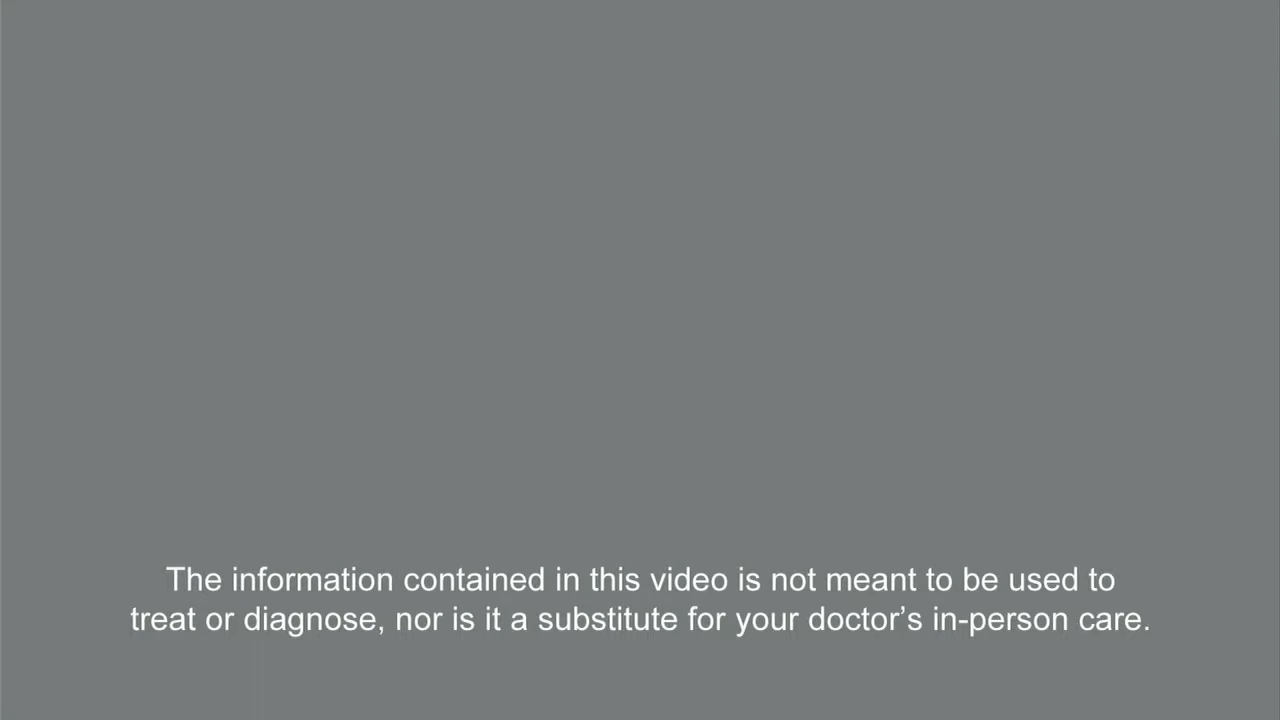 The information contained in this video is not meant to be used to
treat or diagnose, nor is it a substitute for your doctor’s in-person care.